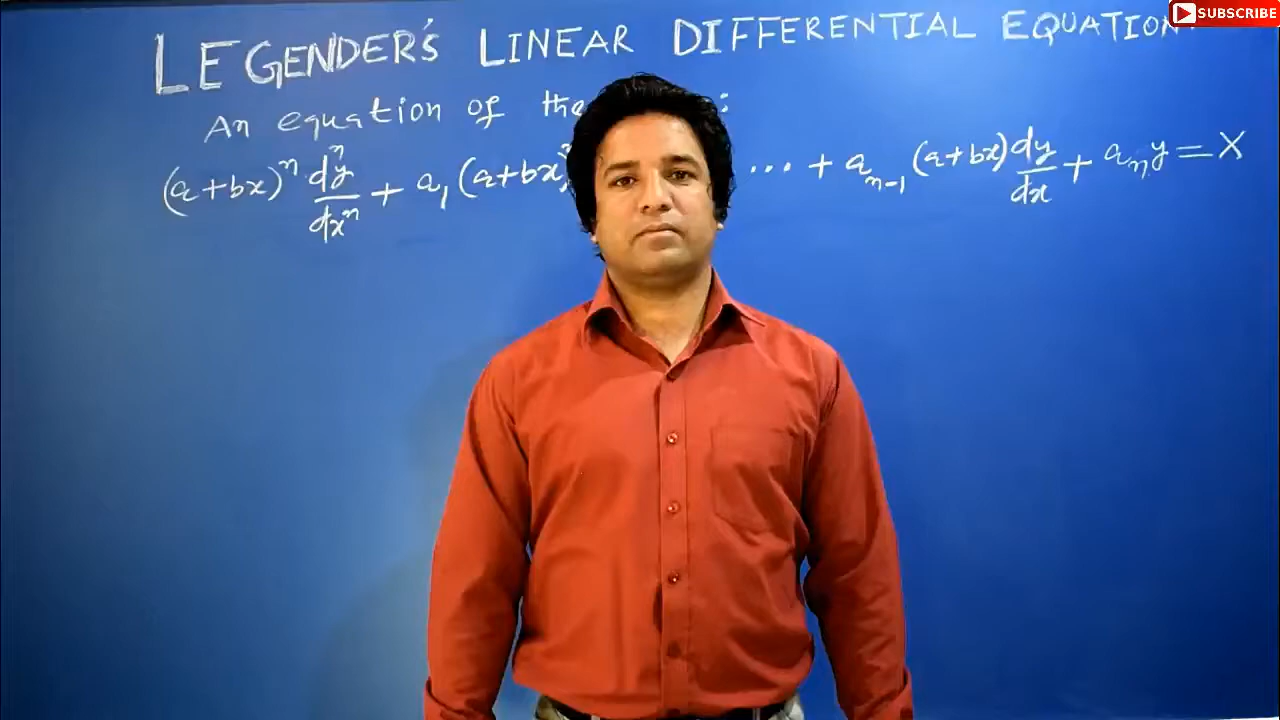 SUBSCRIBE
LEGENDER'S LINEAR DIFFERENTIAL EQUATION
An equation of the :
(a+bx)^n d^n y/dx^n + a_1 (a+bx) ... + a_{n-1} (a+bx) dy/dx + a_n y = X